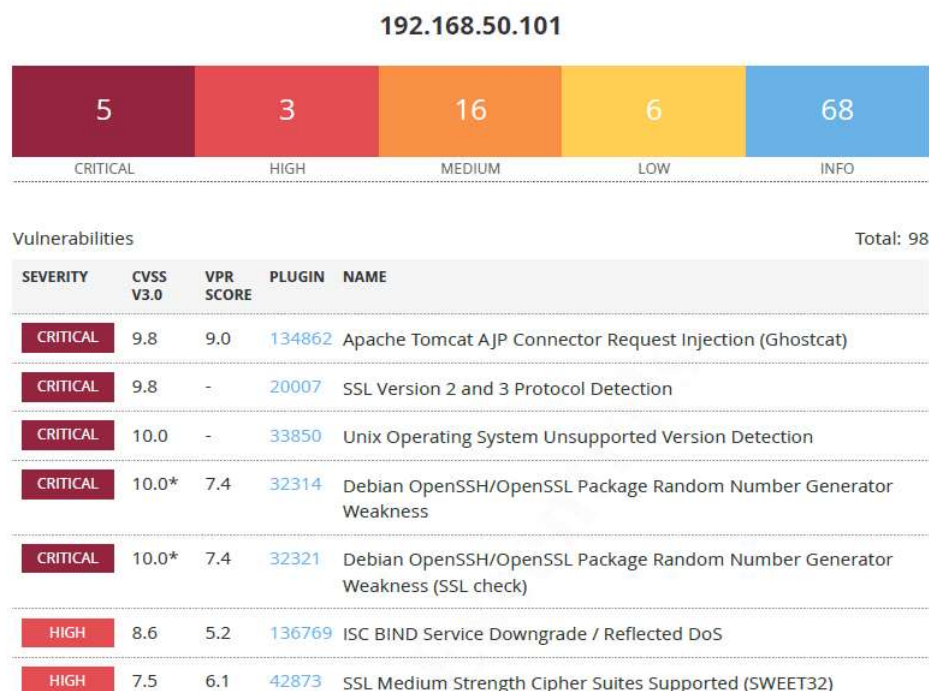 192.168.50.101
5 3 16 6 68
CRITICAL HIGH MEDIUM LOW INFO
Vulnerabilities Total: 98
SEVERITY CVSS V3.0 VPR SCORE PLUGIN NAME
CRITICAL 9.8 9.0 134862 Apache Tomcat AJP Connector Request Injection (Ghostcat)
CRITICAL 9.8 - 20007 SSL Version 2 and 3 Protocol Detection
CRITICAL 10.0 - 33850 Unix Operating System Unsupported Version Detection
CRITICAL 10.0* 7.4 32314 Debian OpenSSH/OpenSSL Package Random Number Generator
Weakness
CRITICAL 10.0* 7.4 32321 Debian OpenSSH/OpenSSL Package Random Number Generator
Weakness (SSL check)
HIGH 8.6 5.2 136769 ISC BIND Service Downgrade / Reflected DoS
HIGH 7.5 6.1 42873 SSL Medium Strength Cipher Suites Supported (SWEET32)